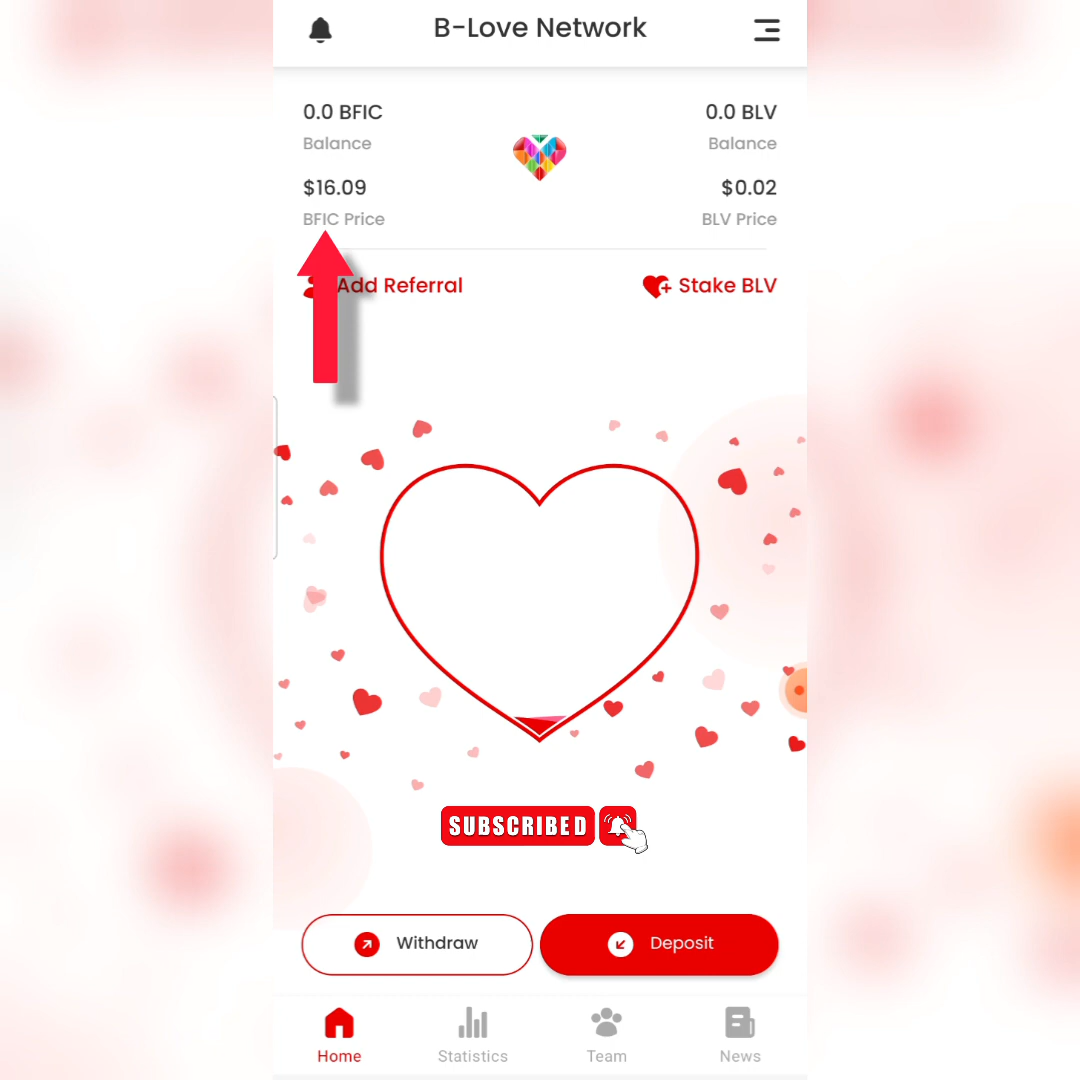 B-Love Network
0.0 BFIC
0.0 BLV
Balance
Balance
$16.09
$0.02
BFIC Price
BLV Price
Add Referral
Stake BLV
SUBSCRIBED
Withdraw
Deposit
Home
Statistics
Team
News